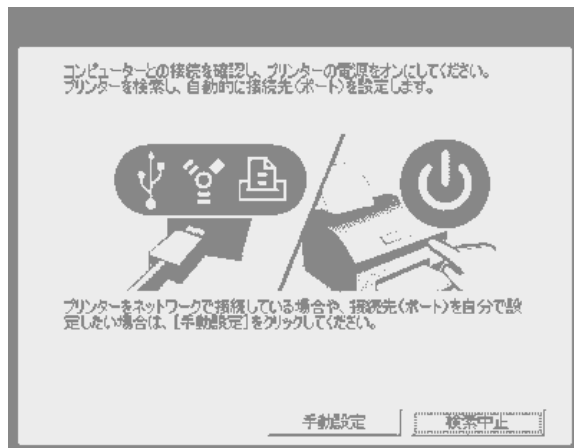 コンピューターとの接続を確認し、プリンターの電源をオンにしてください。
プリンターを検索し、自動的に接続先(ポート)を設定します。
プリンターをネットワークで接続している場合や、接続先(ポート)を自分で設
定したい場合は、[手動設定]をクリックしてください。
手動設定
検索中止